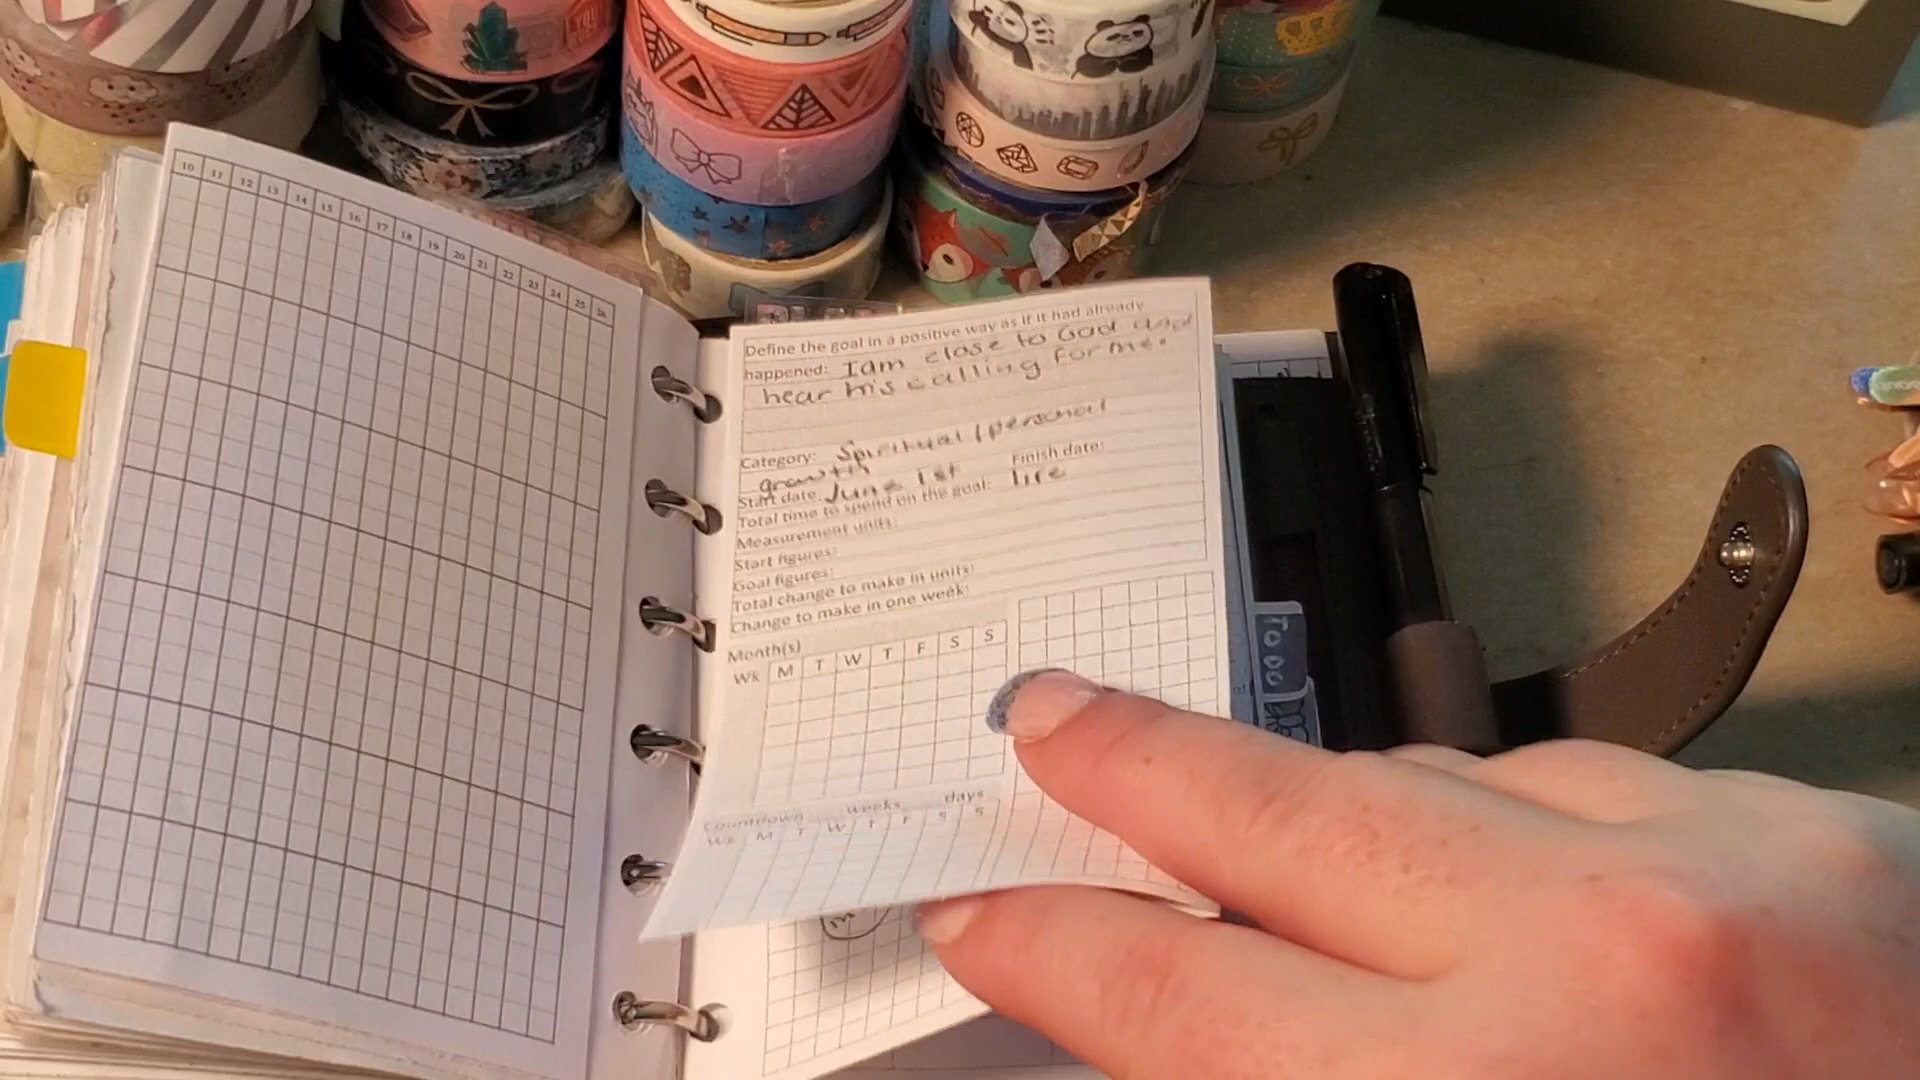 10 11 12 13 14 15 16 17 18 19 20 21 22 23 24 25 26
Define the goal in a positive way as if it had already
happened: I am close to God and
hear his calling for me.
Category: Spiritual / personal
growth
Finish date:
Start date: June 1st life
Total time to spend on the goal:
Measurement units:
Start figures:
Goal figures:
Total change to make in units:
Change to make in one week:
Month(s)
Wk M T W T F S S
Countdown weeks days
Wk M T W T F S S
TO DO
in